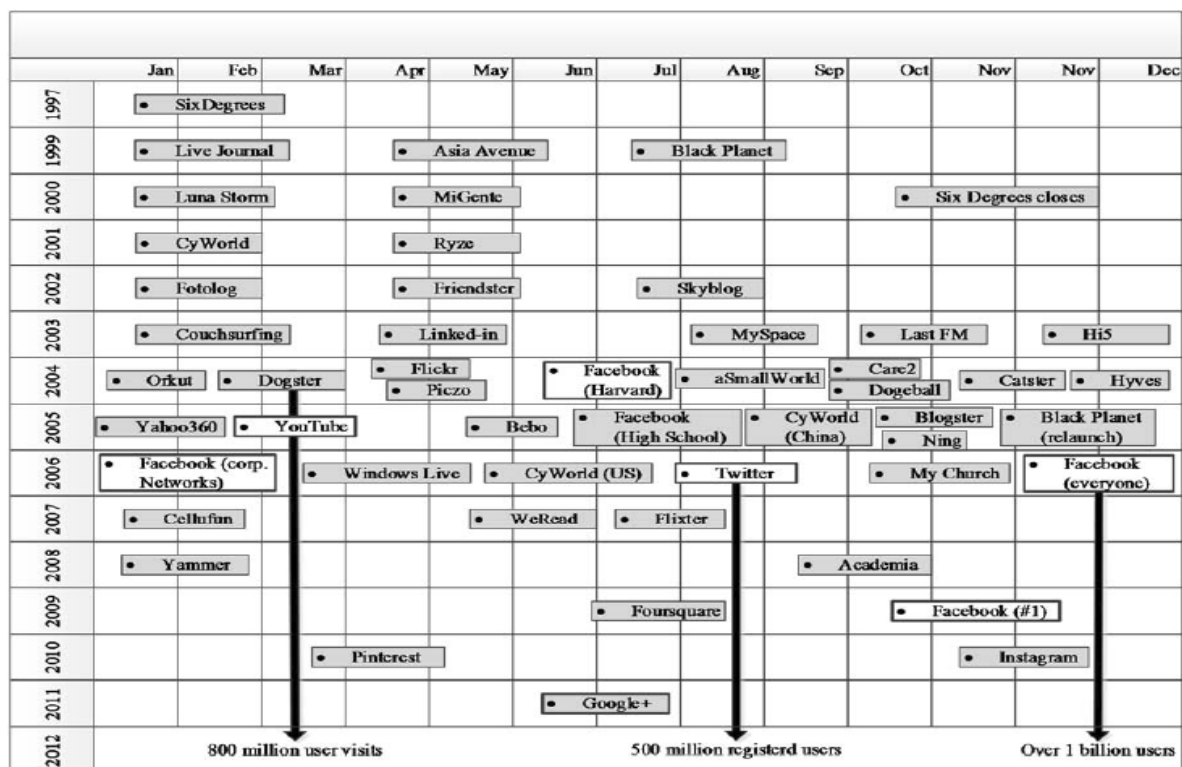 Jan Feb Mar Apr May Jun Jul Aug Sep Oct Nov Nov Dec
1997
SixDegrees
1999
Live Journal Asia Avenue Black Planet
2000
Luna Storm MiGente Six Degrees closes
2001
CyWorld Ryze
2002
Fotolog Friendster Skyblog
2003
Couchsurfing Linked-in MySpace Last FM Hi5
2004
Orkut Dogster
Flickr
Piczo
Facebook
(Harvard)
aSmallWorld
Care2
Dogeball
Catster Hyves
2005
Yahoo360 YouTube Bebo
Facebook
(High School)
CyWorld
(China)
Blogster
Ning
Black Planet
(relaunch)
2006
Facebook (corp.
Networks)
Windows Live CyWorld (US) Twitter My Church
Facebook
(everyone)
2007
Cellufun WeRead Flixter
2008
Yammer Academia
2009
Foursquare Facebook (#1)
2010
Pinterest Instagram
2011
Google+
2012
800 million user visits 500 million registerd users Over 1 billion users